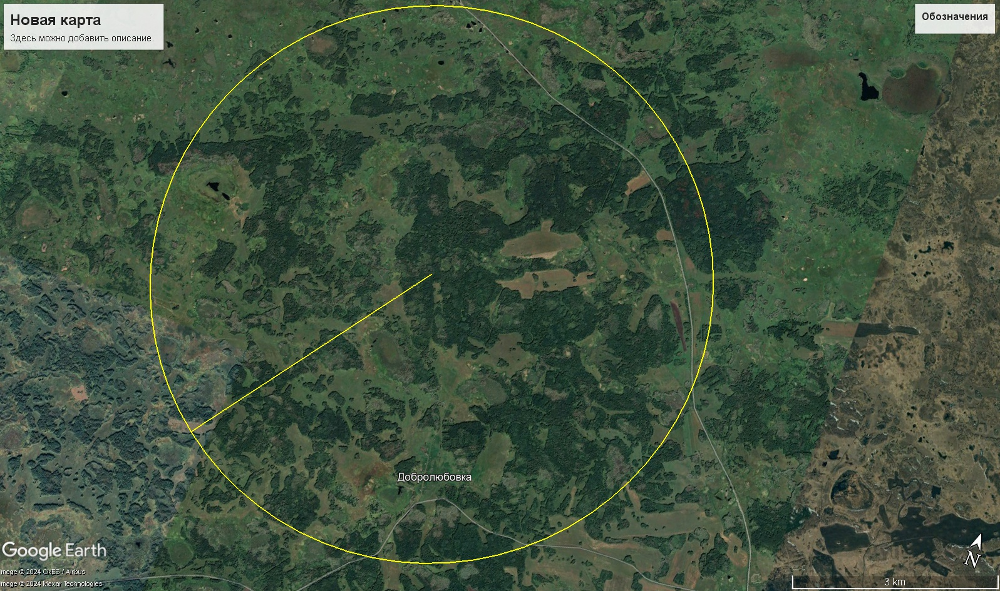 Новая карта
Здесь можно добавить описание.
Обозначения
Добролюбовка
Google Earth
Image © 2024 CNES / Airbus
Image © 2024 Maxar Technologies
N
3 km